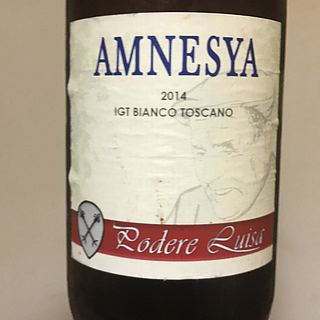 AMNESYA
2014
IGT BIANCO TOSCANO
Podere Luisa